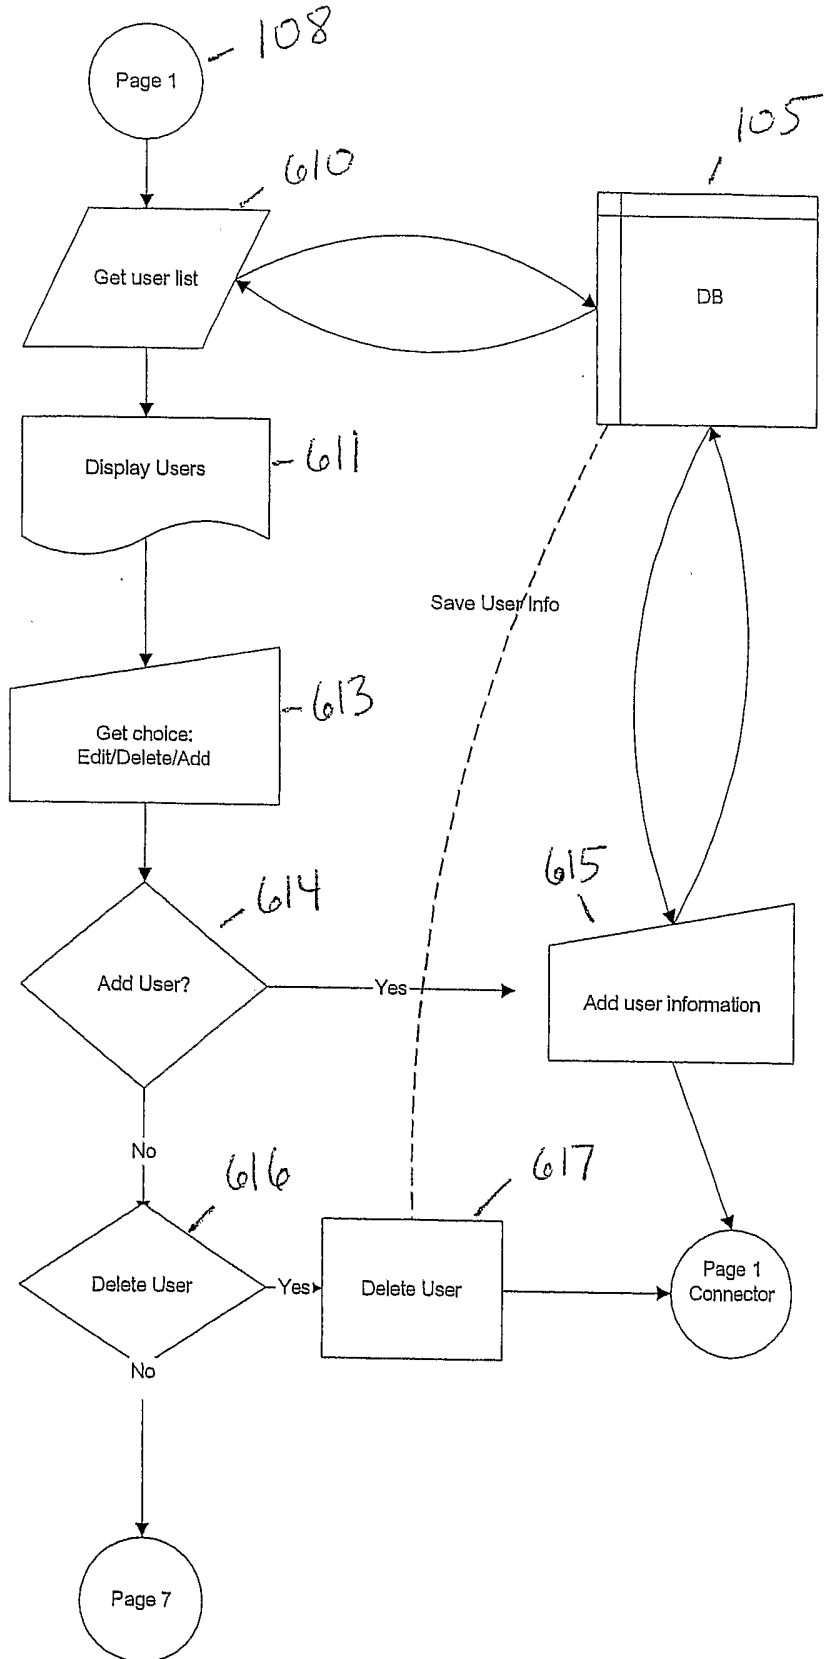 108
Page 1
105
610
Get user list
DB
Display Users
611
Save User Info
613
Get choice:
Edit/Delete/Add
614
615
Add User?
Yes
Add user information
No
616
617
Delete User
Yes
Delete User
Page 1
Connector
No
Page 7